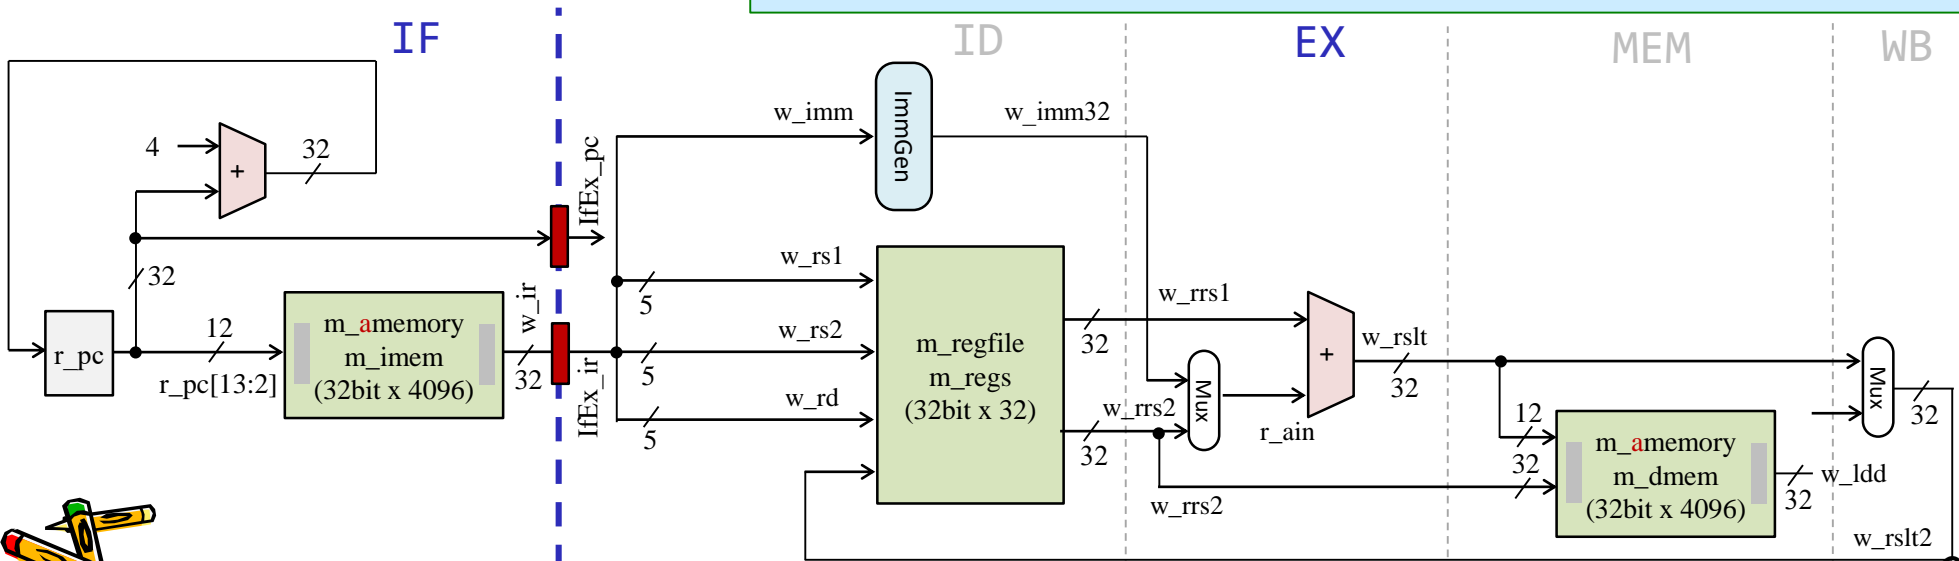 IF
ID
EX
MEM
WB
4
+
32
32
r_pc
12
r_pc[13:2]
m_amemory
m_imem
(32bit x 4096)
w_ir
32
IfEx_pc
IfEx_ir
w_imm
ImmGen
w_imm32
w_rs1
5
w_rs2
5
w_rd
5
m_regfile
m_regs
(32bit x 32)
32
w_rrs1
32
w_rrs2
Mux
r_ain
w_rrs2
+
w_rslt
32
12
32
m_amemory
m_dmem
(32bit x 4096)
32
w_ldd
Mux
32
w_rslt2